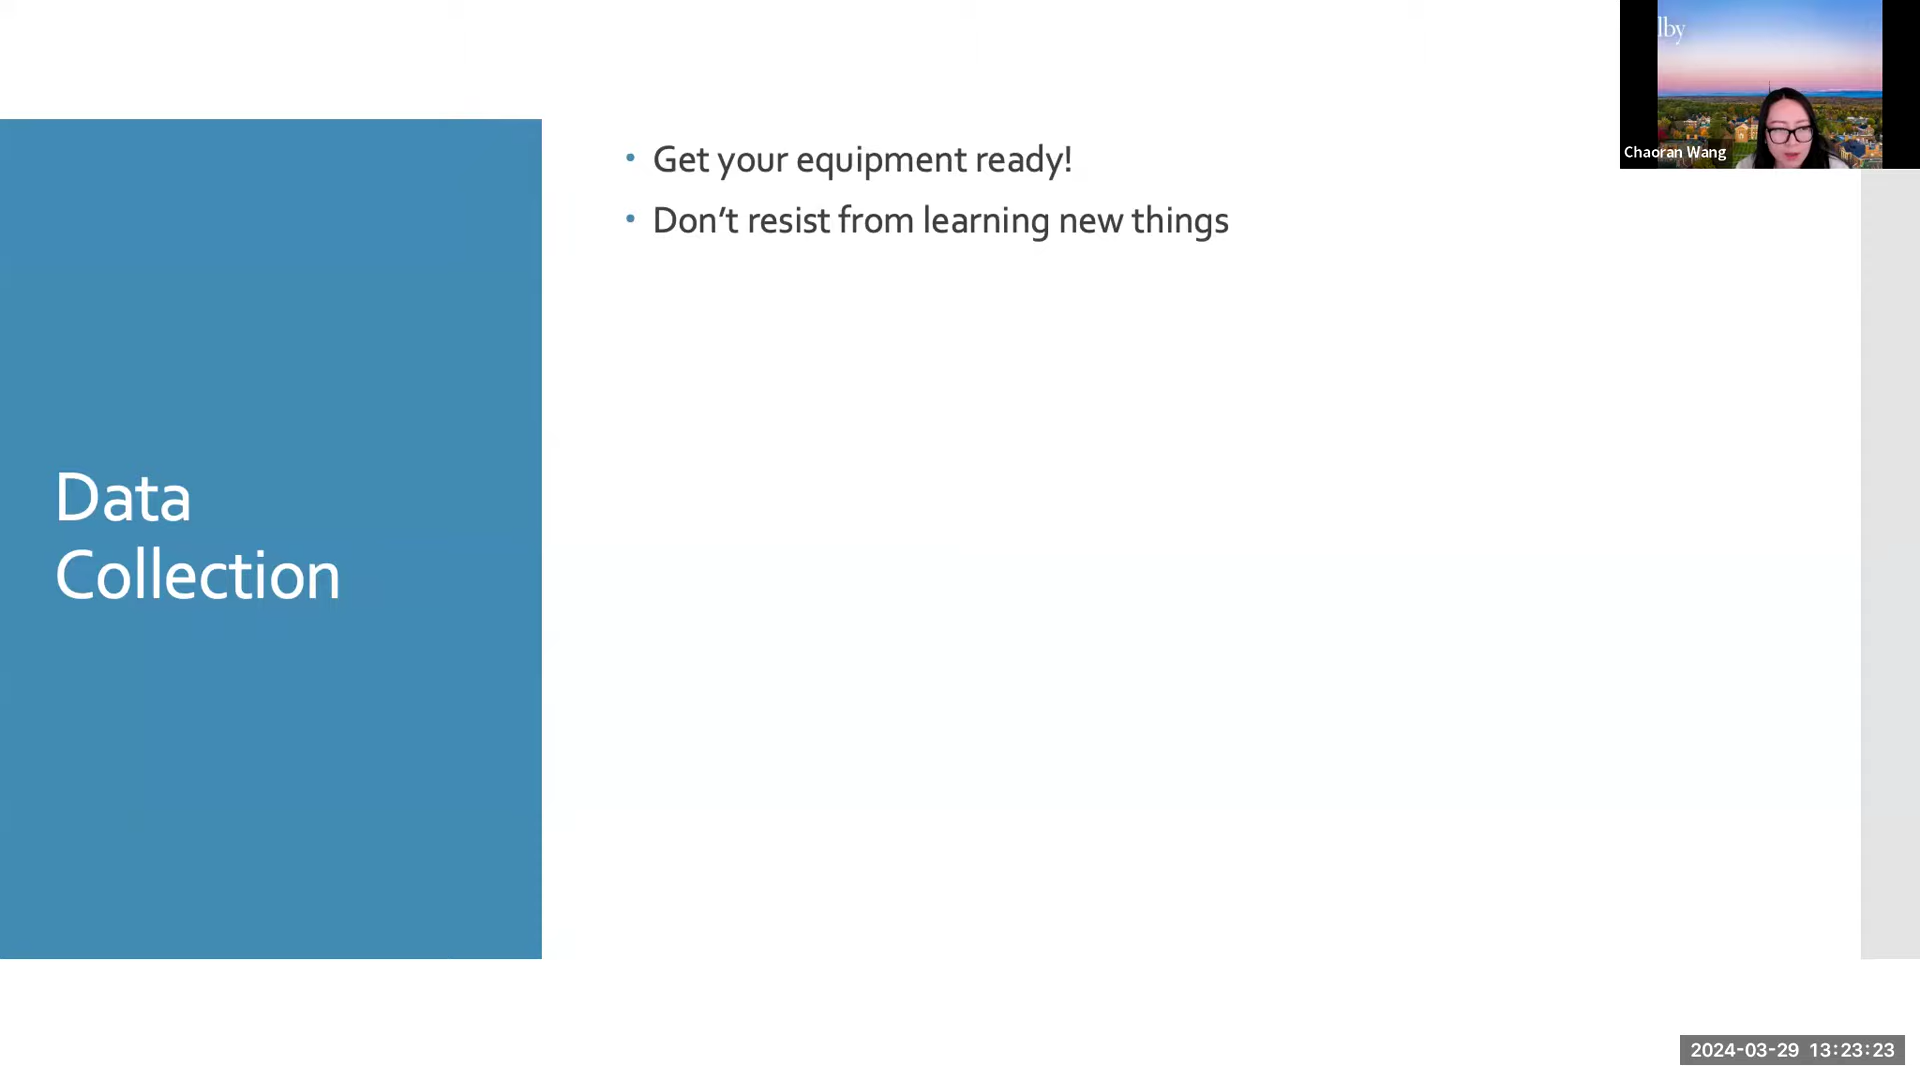 lby
Chaoran Wang
• Get your equipment ready!
• Don’t resist from learning new things
Data
Collection
2024-03-29 13:23:23